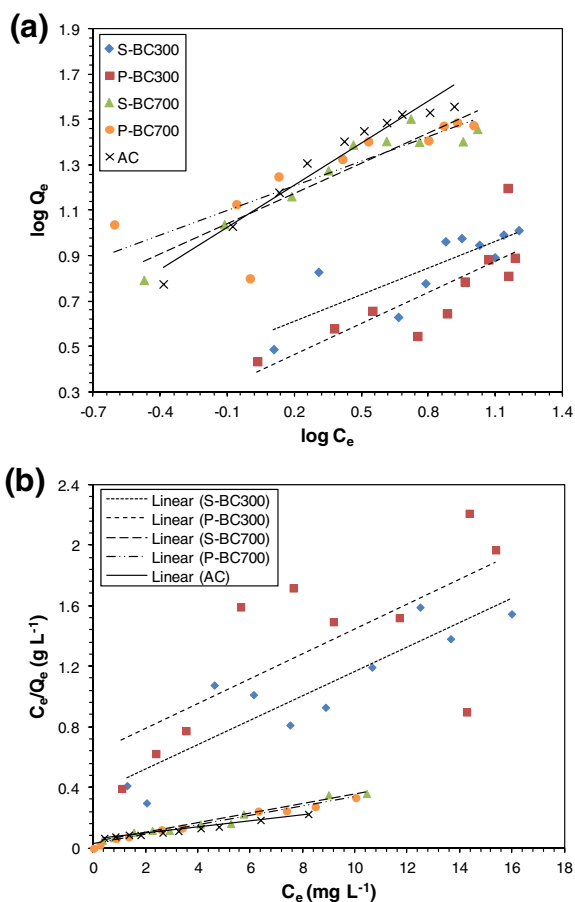 (a)
S-BC300
P-BC300
S-BC700
P-BC700
AC
1.9
1.7
1.5
1.3
1.1
0.9
0.7
0.5
0.3
log Qe
-0.7
-0.4
-0.1
0.2
0.5
0.8
1.1
1.4
log Ce
(b)
Linear (S-BC300)
Linear (P-BC300)
Linear (S-BC700)
Linear (P-BC700)
Linear (AC)
2.4
2
1.6
1.2
0.8
0.4
0
Ce/Qe (g L-1)
0
2
4
6
8
10
12
14
16
18
Ce (mg L-1)